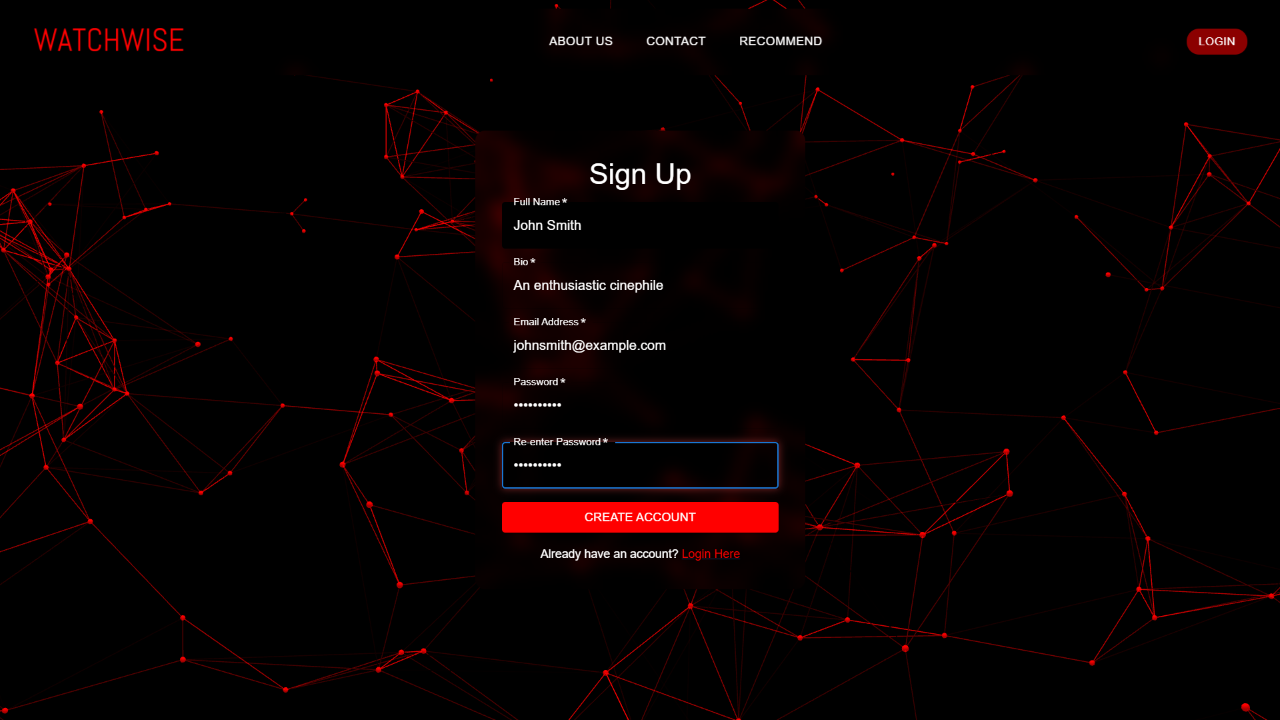 WATCHWISE
ABOUT US CONTACT RECOMMEND
LOGIN
Sign Up
Full Name *
John Smith
Bio *
An enthusiastic cinephile
Email Address *
johnsmith@example.com
Password *
••••••••••
Re-enter Password *
••••••••••
CREATE ACCOUNT
Already have an account? Login Here